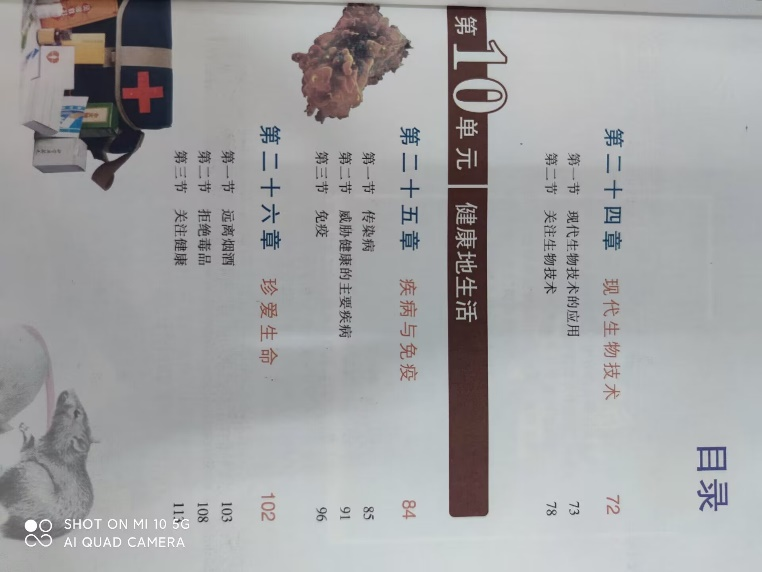 目录
第二十四章 现代生物技术 72
第一节 现代生物技术的应用 73
第二节 关注生物技术 78
第10单元 健康地生活
第二十五章 疾病与免疫 84
第一节 传染病 85
第二节 威胁健康的主要疾病 91
第三节 免疫 96
第二十六章 珍爱生命 102
第一节 远离烟酒 103
第二节 拒绝毒品 108
第三节 关注健康
SHOT ON MI 10 5G
AI QUAD CAMERA